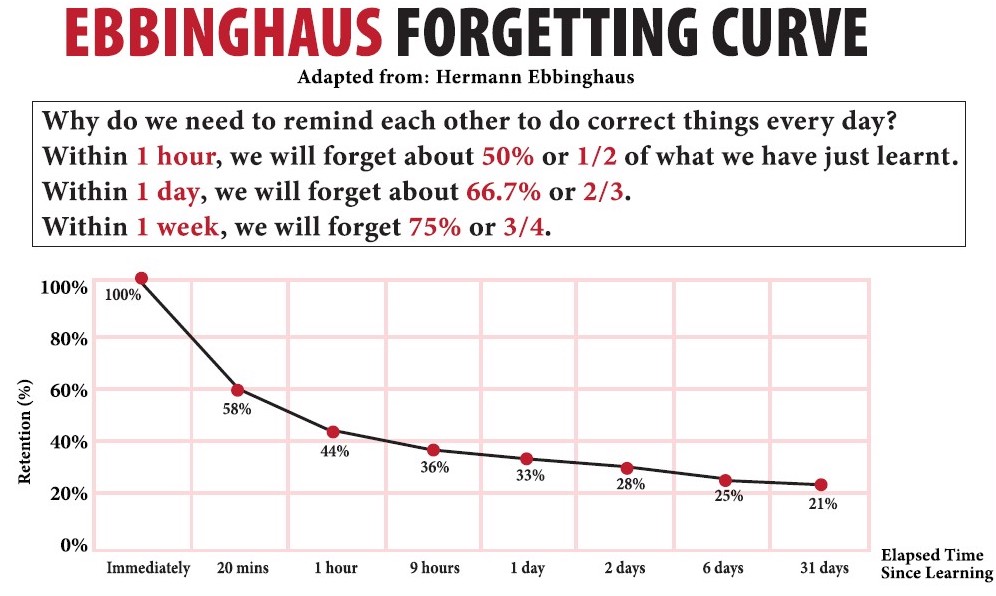 EBBINGHAUS FORGETTING CURVE
Adapted from: Hermann Ebbinghaus
Why do we need to remind each other to do correct things every day?
Within 1 hour, we will forget about 50% or 1/2 of what we have just learnt.
Within 1 day, we will forget about 66.7% or 2/3.
Within 1 week, we will forget 75% or 3/4.
Retention (%)
100%
80%
60%
40%
20%
0%
100%
58%
44%
36%
33%
28%
25%
21%
Immediately
20 mins
1 hour
9 hours
1 day
2 days
6 days
31 days
Elapsed Time
Since Learning